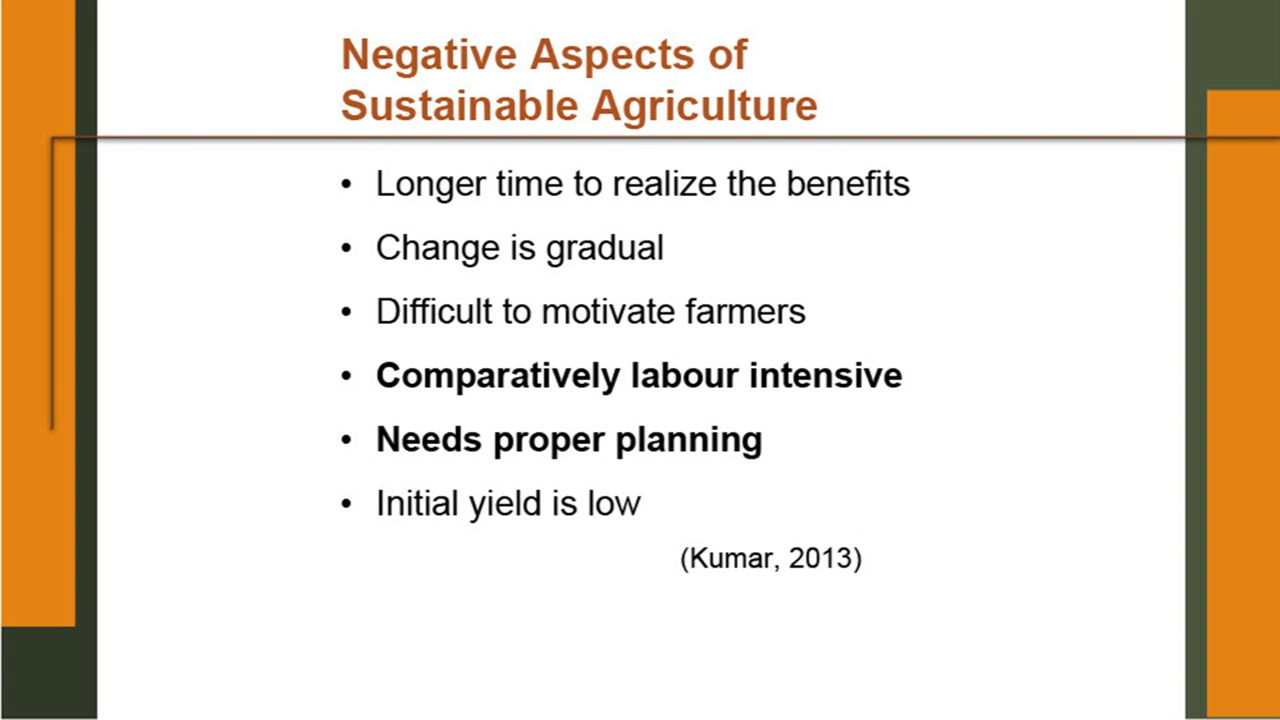 Negative Aspects of
Sustainable Agriculture
• Longer time to realize the benefits
• Change is gradual
• Difficult to motivate farmers
• Comparatively labour intensive
• Needs proper planning
• Initial yield is low
(Kumar, 2013)